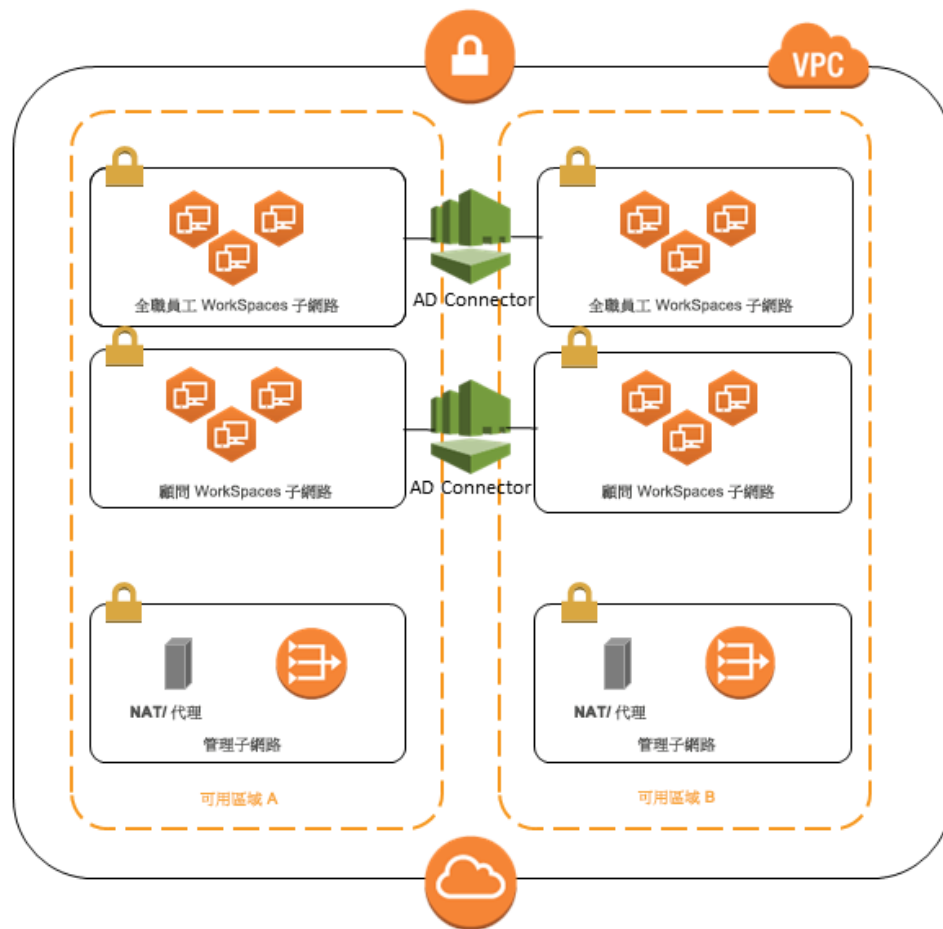 VPC
全職員工 WorkSpaces 子網路
AD Connector
全職員工 WorkSpaces 子網路
顧問 WorkSpaces 子網路
AD Connector
顧問 WorkSpaces 子網路
NAT/ 代理
管理子網路
NAT/ 代理
管理子網路
可用區域 A
可用區域 B